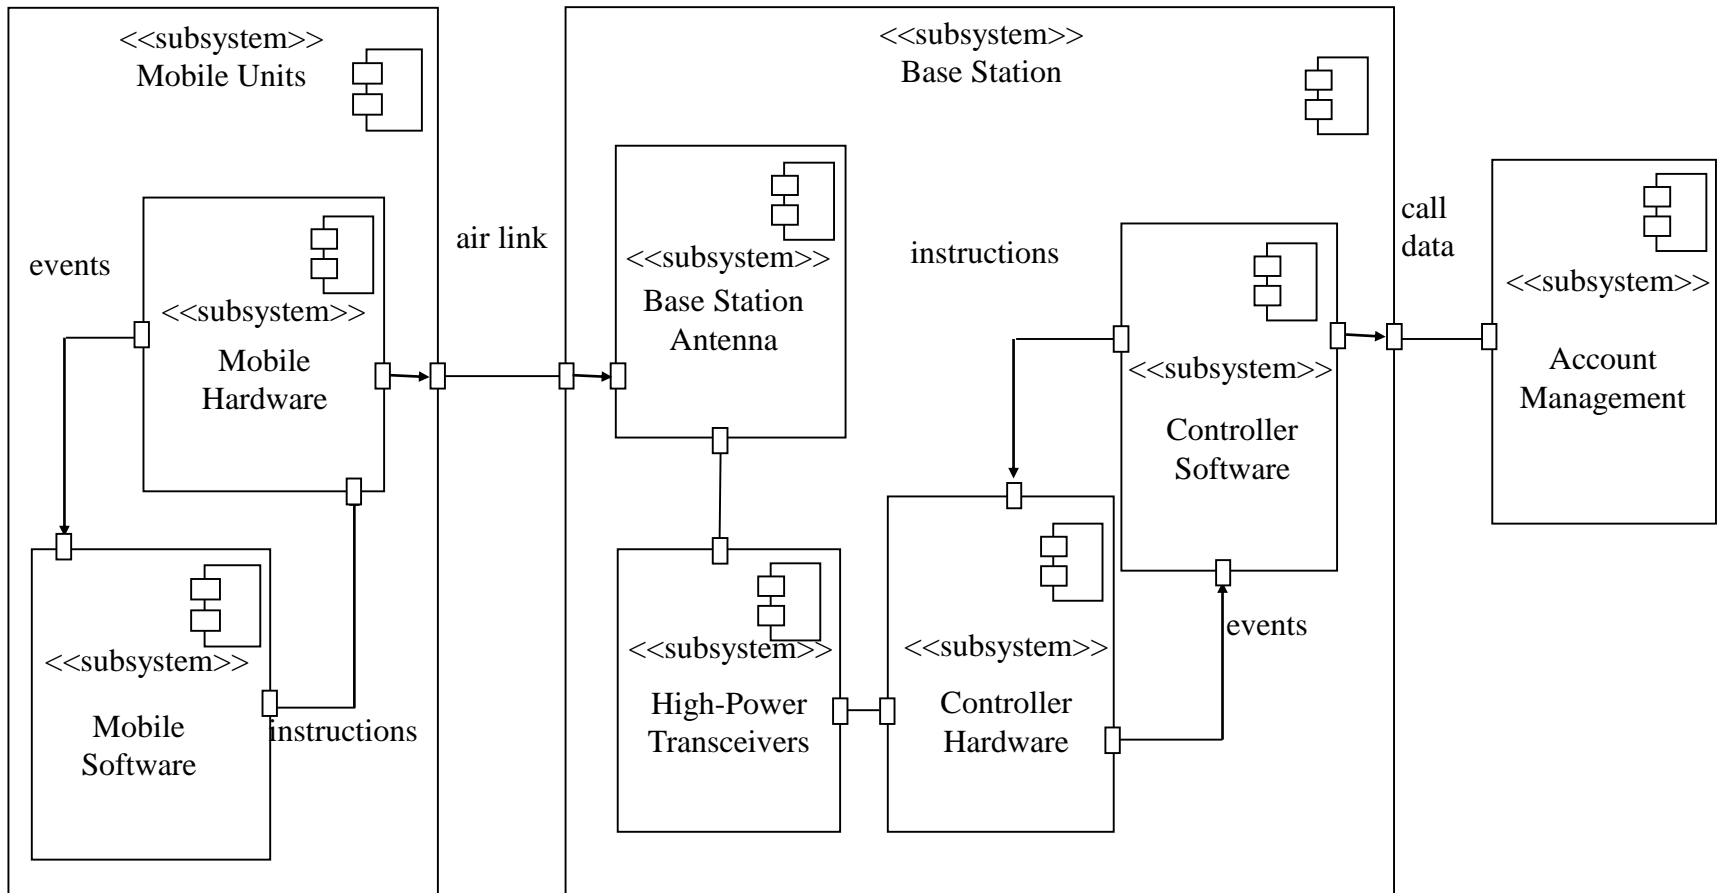 <<subsystem>>
Mobile Units
<<subsystem>>
Base Station
events
<<subsystem>>
Mobile
Hardware
air link
<<subsystem>>
Base Station
Antenna
instructions
<<subsystem>>
Controller
Software
call
data
<<subsystem>>
Account
Management
<<subsystem>>
Mobile
Software
instructions
<<subsystem>>
High-Power
Transceivers
<<subsystem>>
Controller
Hardware
events